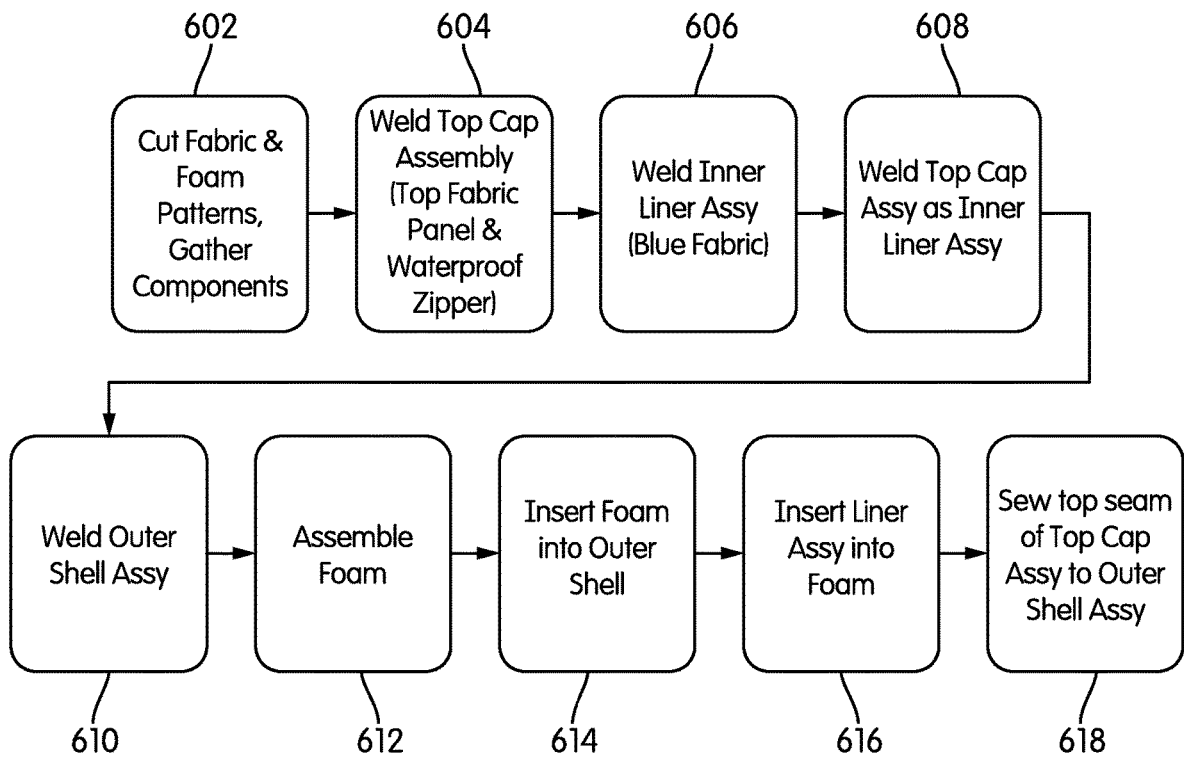 602
604
606
608
Cut Fabric &
Foam
Patterns,
Gather
Components
Weld Top Cap
Assembly
(Top Fabric
Panel &
Waterproof
Zipper)
Weld Inner
Liner Assy
(Blue Fabric)
Weld Top Cap
Assy as Inner
Liner Assy
Weld Outer
Shell Assy
Assemble
Foam
Insert Foam
into Outer
Shell
Insert Liner
Assy into
Foam
Sew top seam
of Top Cap
Assy to Outer
Shell Assy
610
612
614
616
618